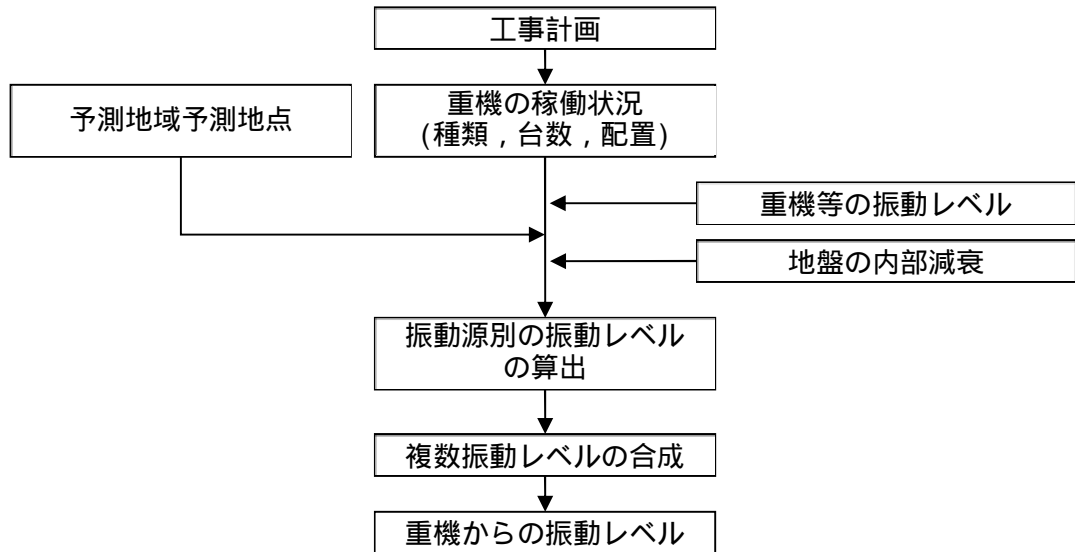 工事計画
予測地域予測地点
重機の稼働状況
(種類，台数，配置)
重機等の振動レベル
地盤の内部減衰
振動源別の振動レベル
の算出
複数振動レベルの合成
重機からの振動レベル